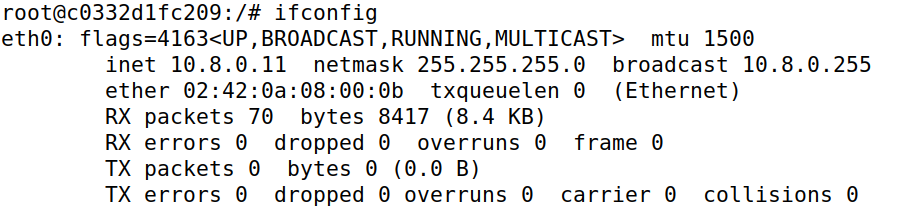 root@c0332d1fc209:/# ifconfig
eth0: flags=4163<UP,BROADCAST,RUNNING,MULTICAST>  mtu 1500
        inet 10.8.0.11  netmask 255.255.255.0  broadcast 10.8.0.255
        ether 02:42:0a:08:00:0b  txqueuelen 0  (Ethernet)
        RX packets 70  bytes 8417 (8.4 KB)
        RX errors 0  dropped 0  overruns 0  frame 0
        TX packets 0  bytes 0 (0.0 B)
        TX errors 0  dropped 0 overruns 0  carrier 0  collisions 0